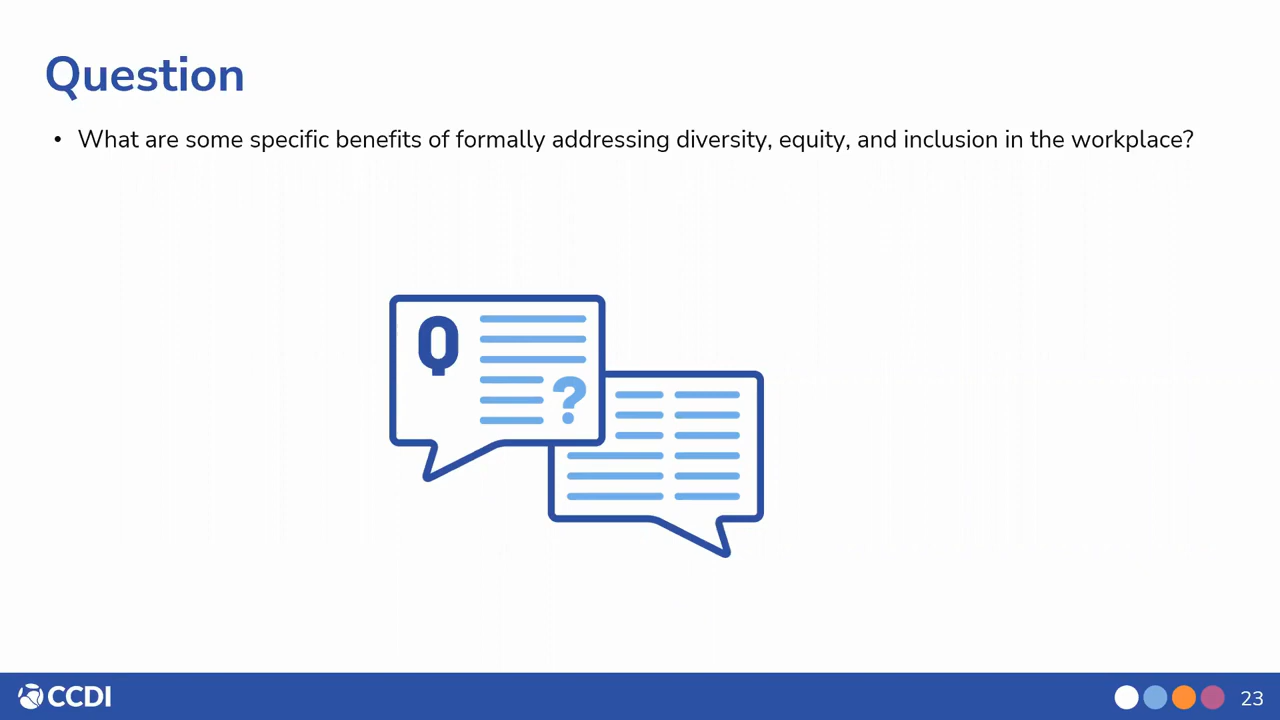 Question
• What are some specific benefits of formally addressing diversity, equity, and inclusion in the workplace?
Q
?
CCDI
23